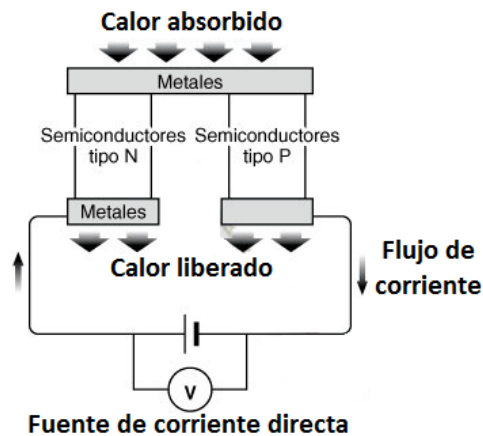 Calor absorbido
Metales
Semiconductores
tipo N
Semiconductores
tipo P
Metales
Calor liberado
Flujo de
corriente
V
Fuente de corriente directa